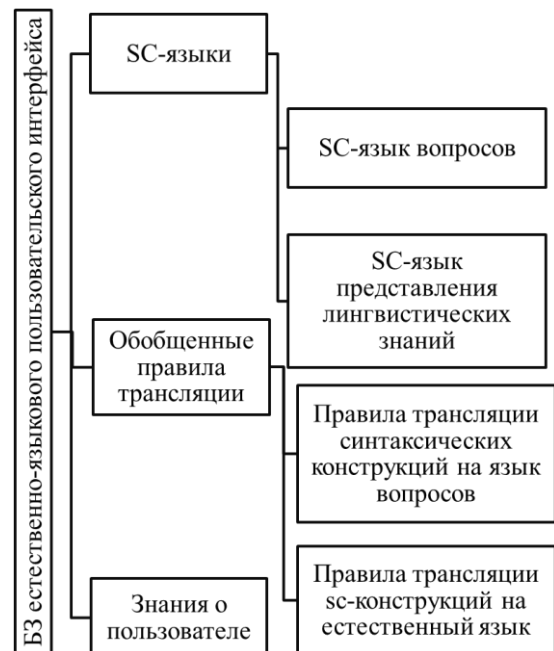 БЗ естественно-языкового пользовательского интерфейса
SC-языки
SC-язык вопросов
SC-язык
представления
лингвистических
знаний
Обобщенные
правила
трансляции
Правила трансляции
синтаксических
конструкций на язык
вопросов
Правила трансляции
sc-конструкций на
естественный язык
Знания о
пользователе